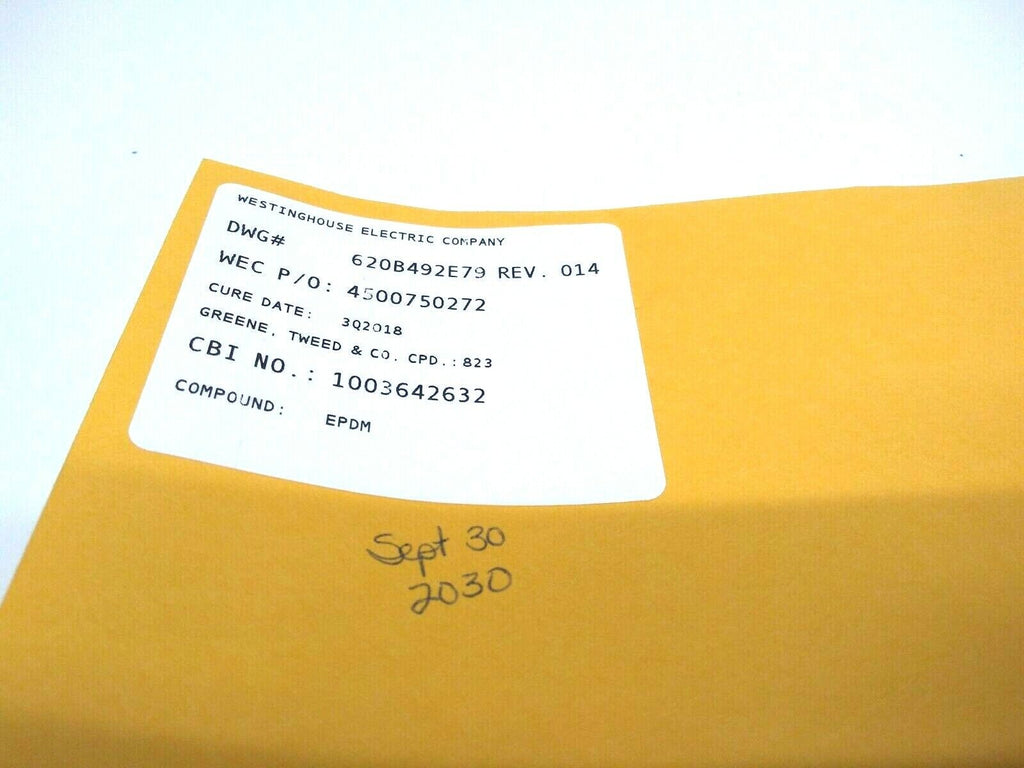 WESTINGHOUSE ELECTRIC COMPANY
DWG# 620B492E79 REV. 014
WEC P/O: 4500750272
CURE DATE: 3Q2018
GREENE, TWEED & CO. CPD.: 823
CBI NO.: 1003642632
COMPOUND: EPDM
Sept 30
2030